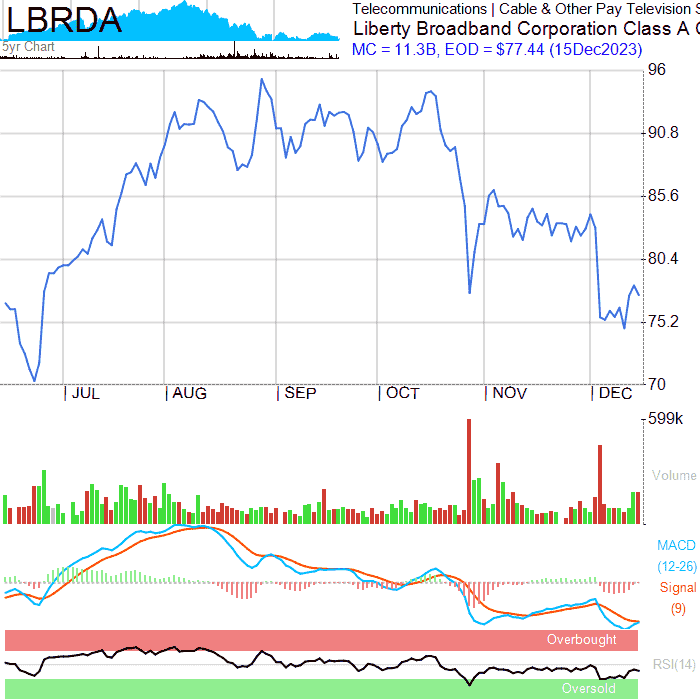 LBRDA
5yr Chart
Telecommunications | Cable & Other Pay Television S
Liberty Broadband Corporation Class A C
MC = 11.3B, EOD = $77.44 (15Dec2023)
96
90.8
85.6
80.4
75.2
70
JUL
AUG
SEP
OCT
NOV
DEC
599k
Volume
MACD
(12-26)
Signal
(9)
Overbought
RSI(14)
Oversold